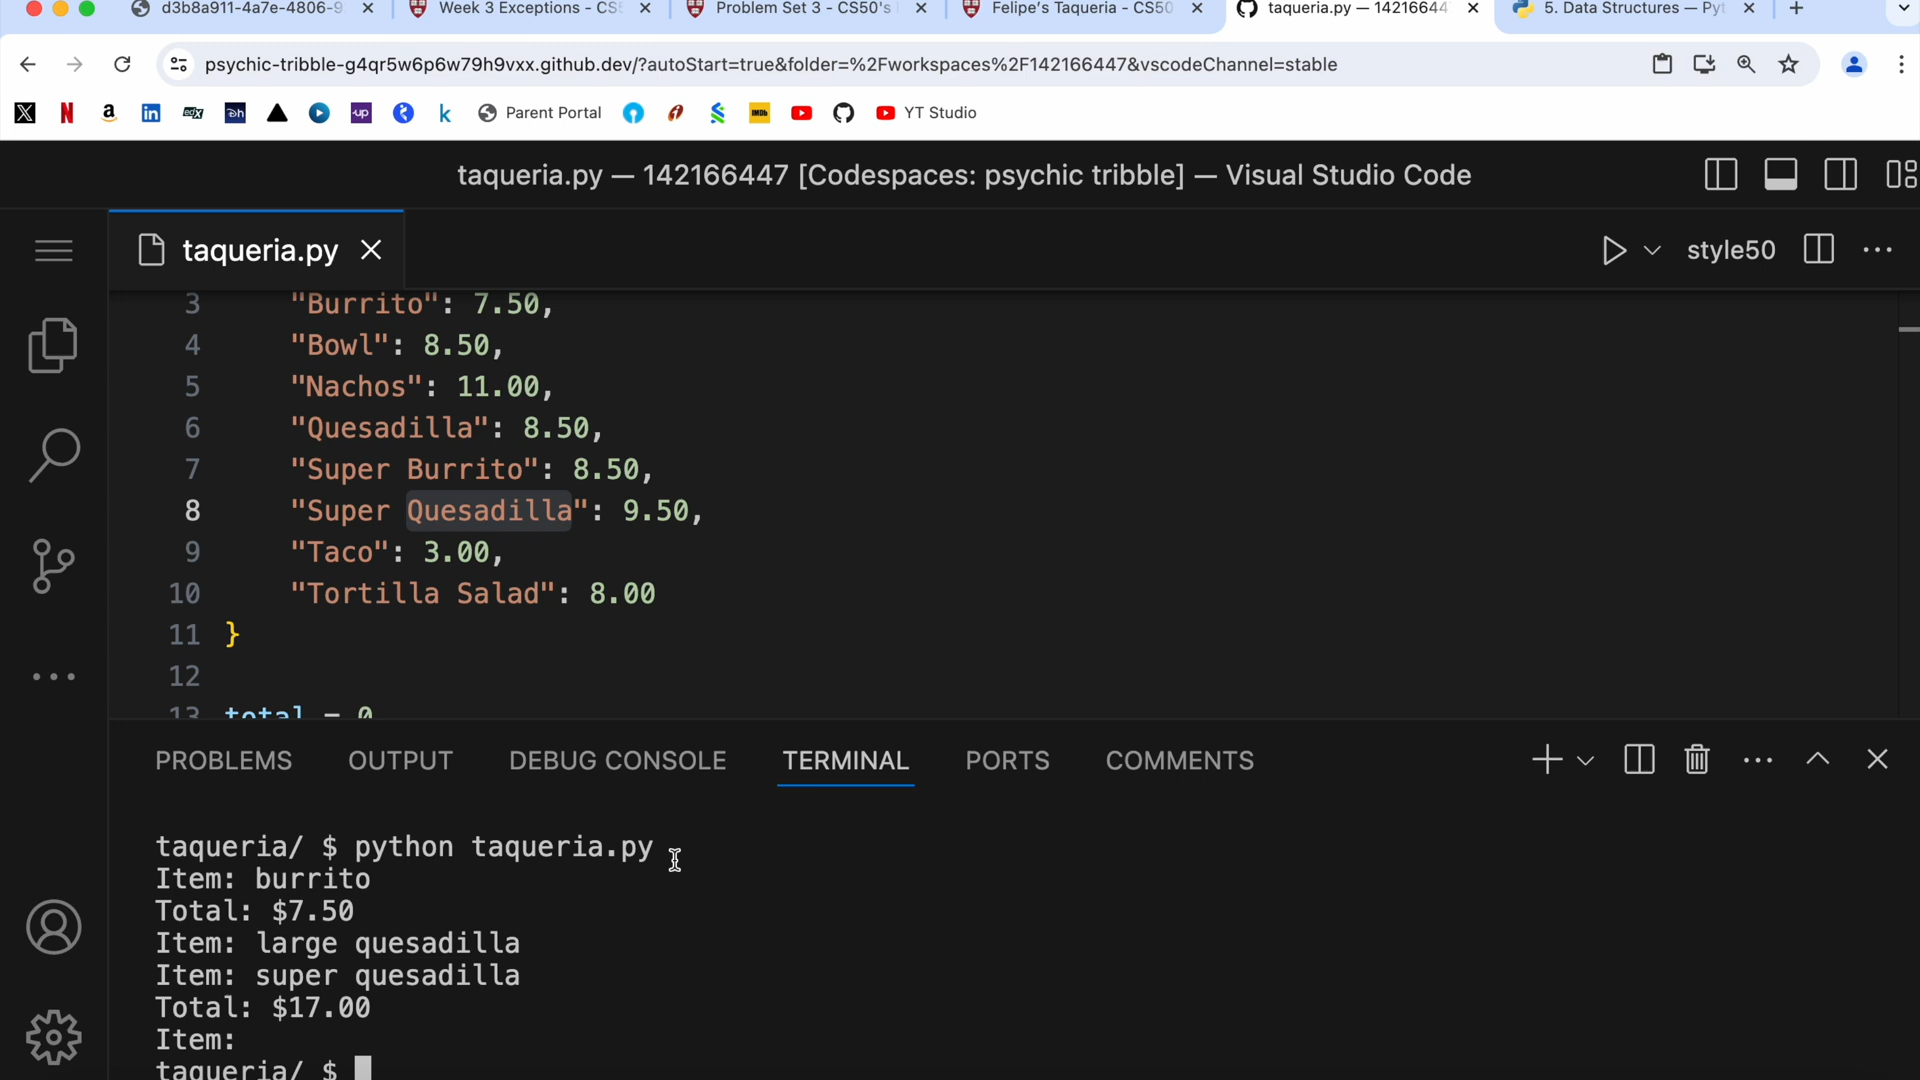 d3b8a911-4a7e-4806-9
Week 3 Exceptions - CS5
Problem Set 3 - CS50's
Felipe's Taqueria - CS50
taqueria.py — 14216644
5. Data Structures — Pyt
psychic-tribble-g4qr5w6p6w79h9vxx.github.dev/?autoStart=true&folder=%2Fworkspaces%2F142166447&vscodeChannel=stable
Parent Portal
YT Studio
taqueria.py — 142166447 [Codespaces: psychic tribble] — Visual Studio Code
taqueria.py
style50
3 "Burrito": 7.50,
4 "Bowl": 8.50,
5 "Nachos": 11.00,
6 "Quesadilla": 8.50,
7 "Super Burrito": 8.50,
8 "Super Quesadilla": 9.50,
9 "Taco": 3.00,
10 "Tortilla Salad": 8.00
11 }
12
13 total = 0
PROBLEMS OUTPUT DEBUG CONSOLE TERMINAL PORTS COMMENTS
taqueria/ $ python taqueria.py
Item: burrito
Total: $7.50
Item: large quesadilla
Item: super quesadilla
Total: $17.00
Item:
taqueria/ $